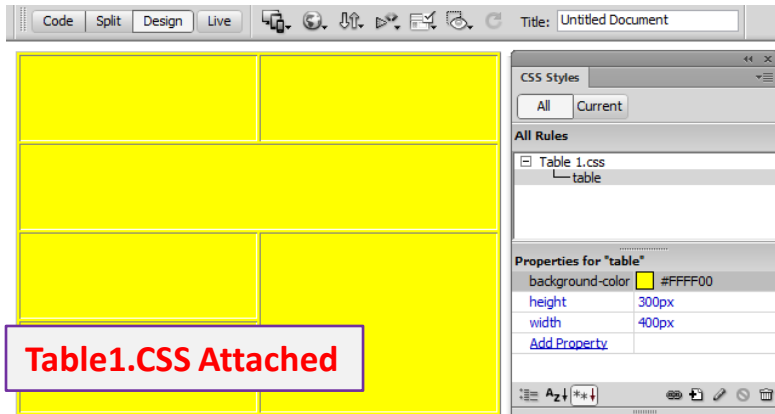 Code Split Design Live Title: Untitled Document
CSS Styles
All Current
All Rules
Table 1.css
table
Properties for "table"
background-color #FFFF00
height 300px
width 400px
Add Property
Table1.CSS Attached